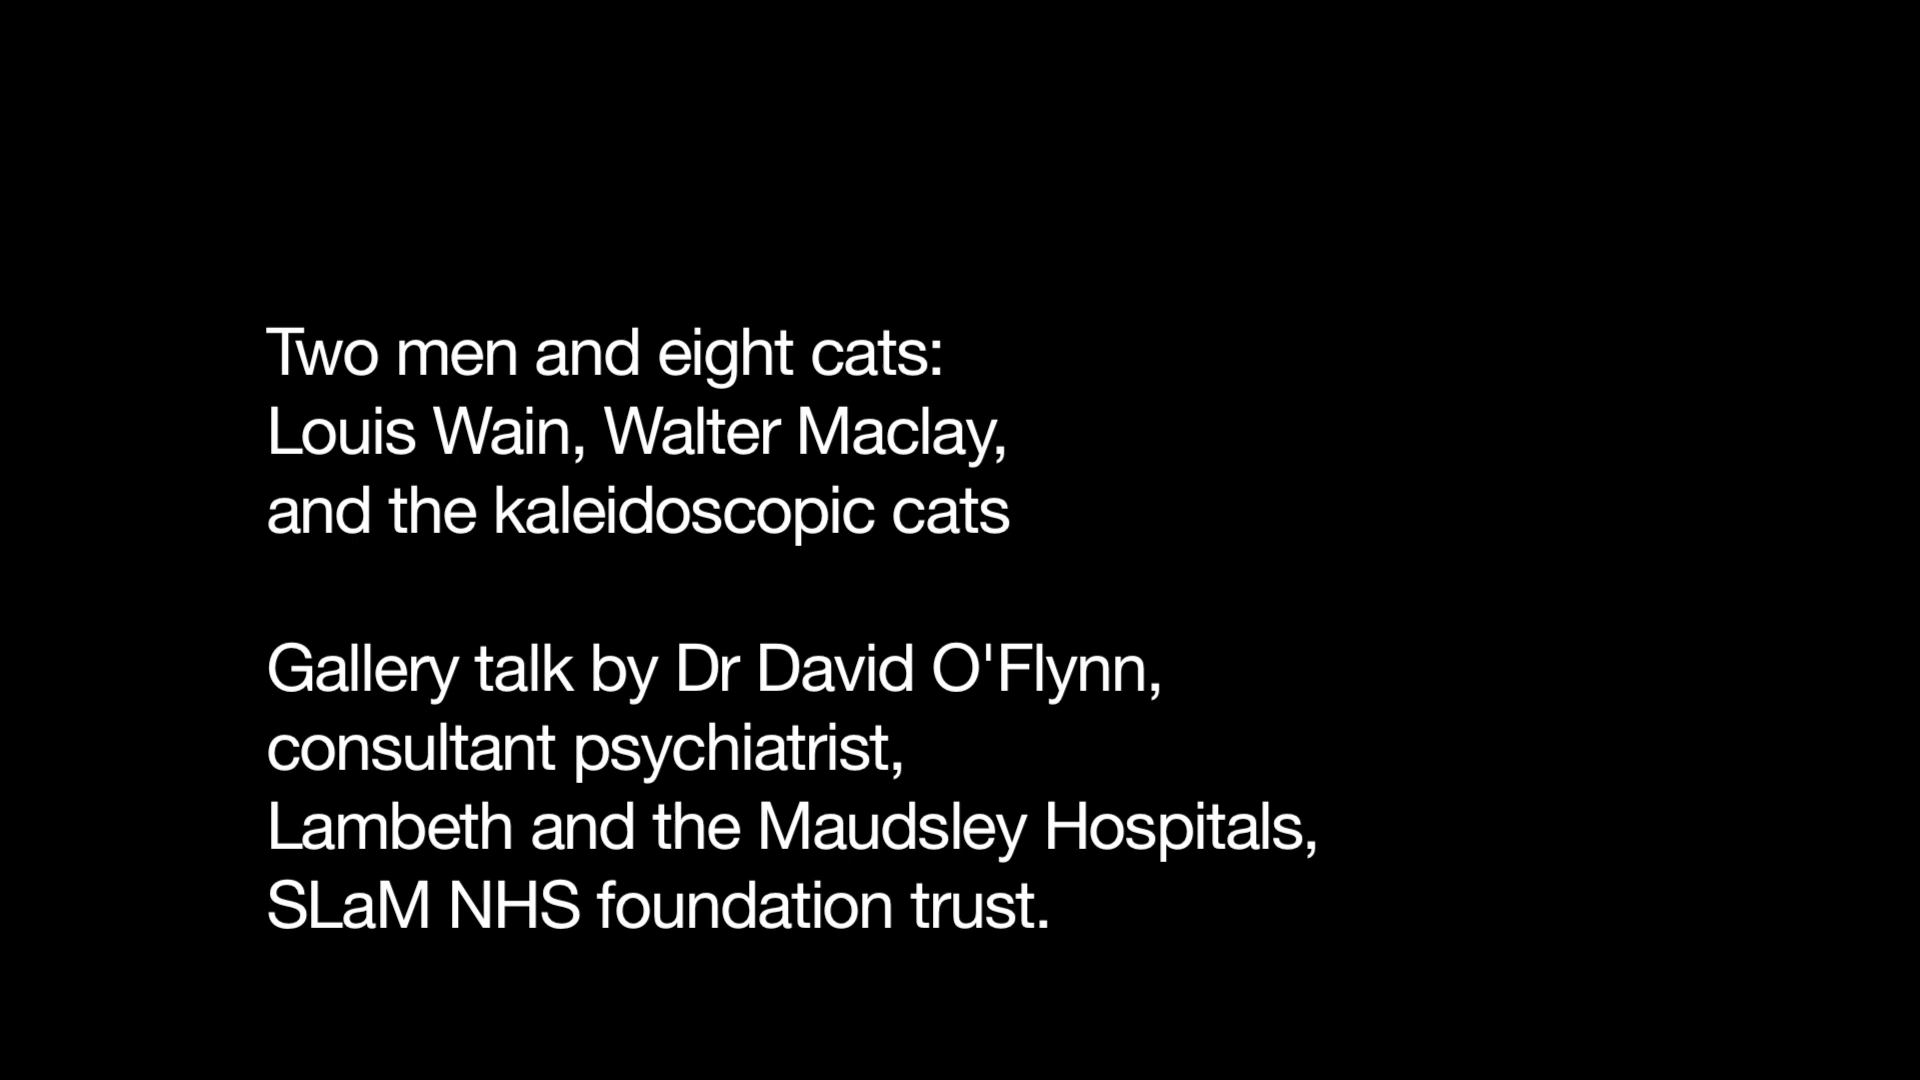 Two men and eight cats:
Louis Wain, Walter Maclay,
and the kaleidoscopic cats
Gallery talk by Dr David O'Flynn,
consultant psychiatrist,
Lambeth and the Maudsley Hospitals,
SLaM NHS foundation trust.